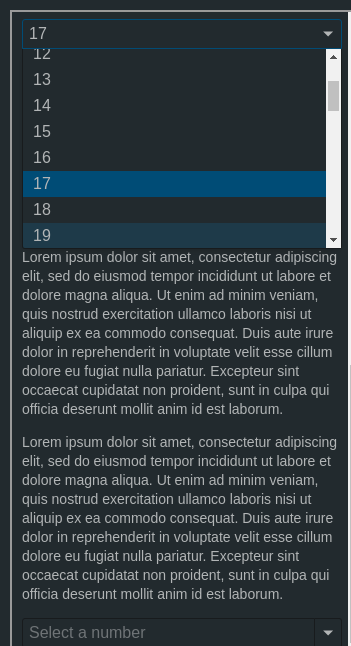 17
12
13
14
15
16
17
18
19
Lorem ipsum dolor sit amet, consectetur adipiscing
elit, sed do eiusmod tempor incididunt ut labore et
dolore magna aliqua. Ut enim ad minim veniam,
quis nostrud exercitation ullamco laboris nisi ut
aliquip ex ea commodo consequat. Duis aute irure
dolor in reprehenderit in voluptate velit esse cillum
dolore eu fugiat nulla pariatur. Excepteur sint
occaecat cupidatat non proident, sunt in culpa qui
officia deserunt mollit anim id est laborum.
Lorem ipsum dolor sit amet, consectetur adipiscing
elit, sed do eiusmod tempor incididunt ut labore et
dolore magna aliqua. Ut enim ad minim veniam,
quis nostrud exercitation ullamco laboris nisi ut
aliquip ex ea commodo consequat. Duis aute irure
dolor in reprehenderit in voluptate velit esse cillum
dolore eu fugiat nulla pariatur. Excepteur sint
occaecat cupidatat non proident, sunt in culpa qui
officia deserunt mollit anim id est laborum.
Select a number